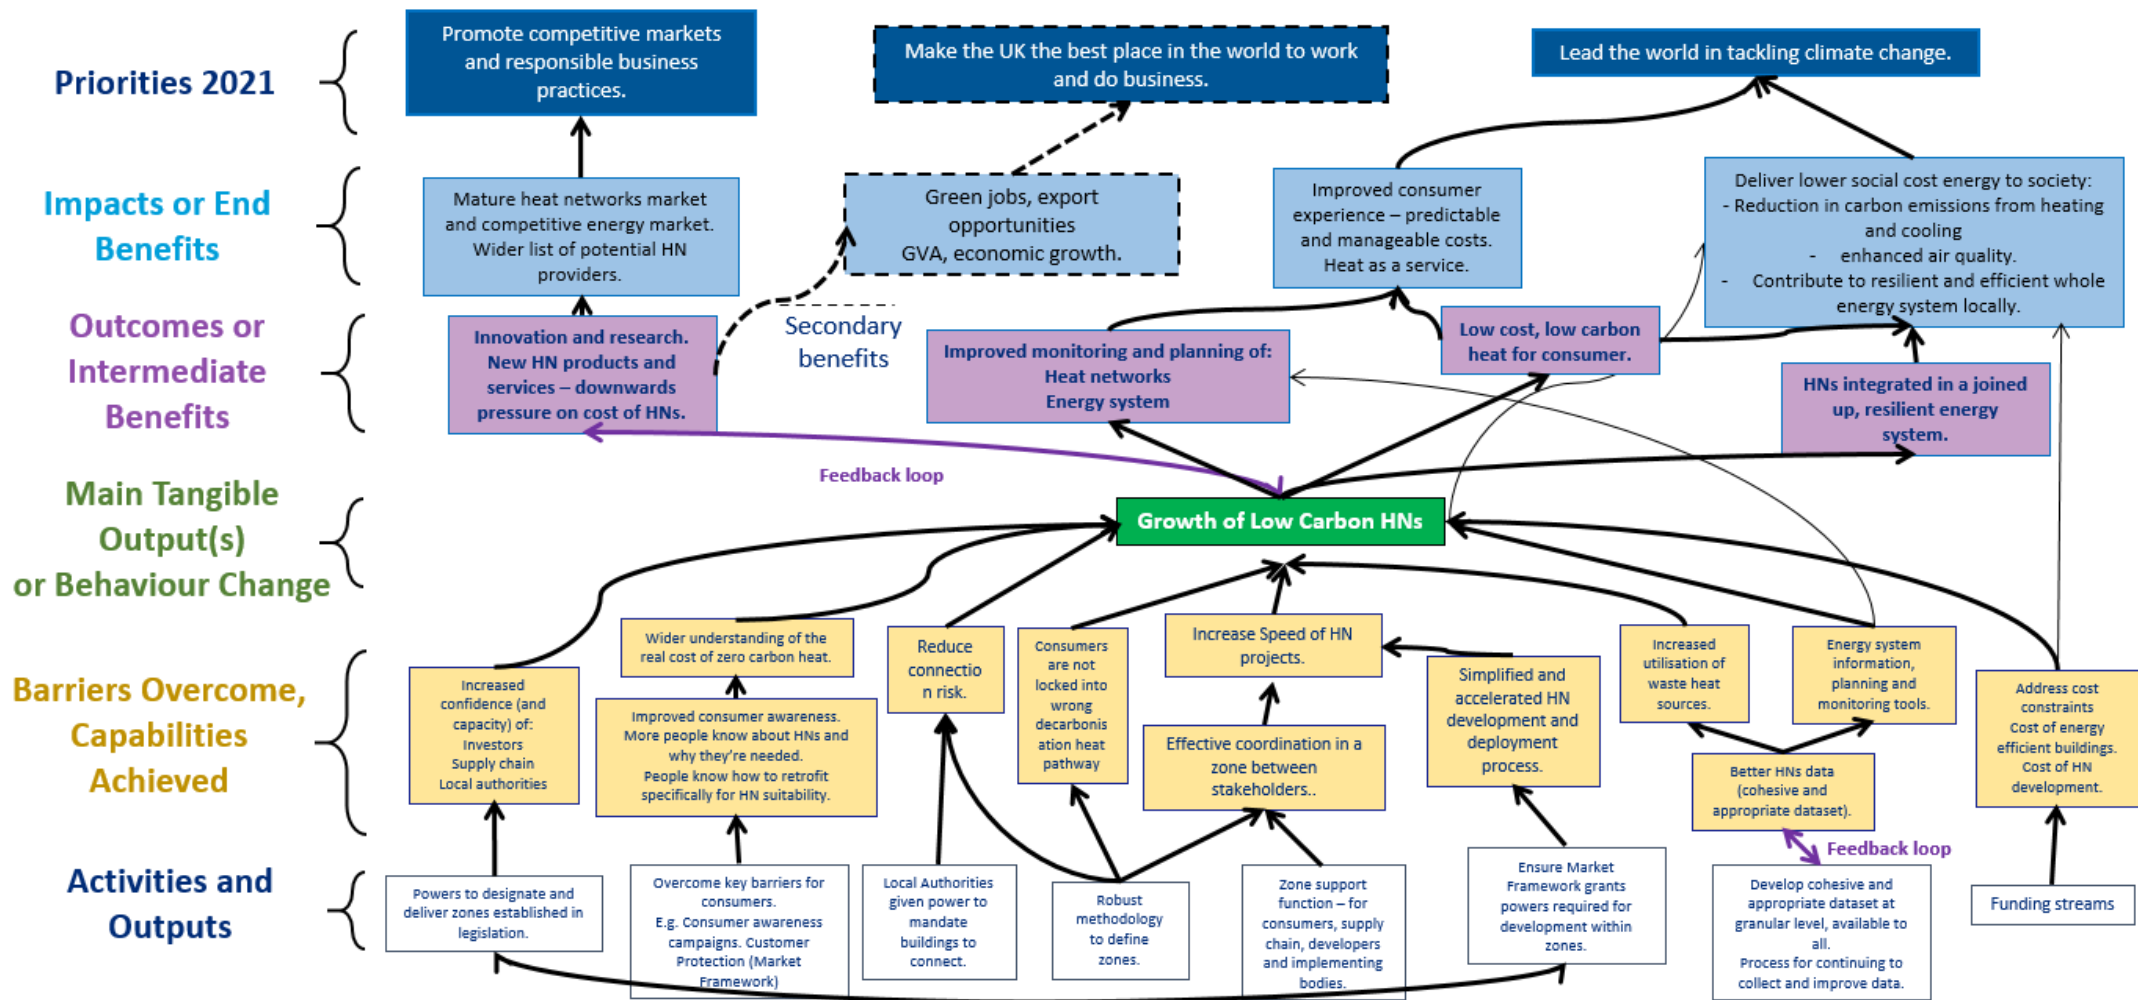 Priorities 2021
Promote competitive markets
and responsible business
practices.
Make the UK the best place in the world to work
and do business.
Lead the world in tackling climate change.
Impacts or End
Benefits
Mature heat networks market
and competitive energy market.
Wider list of potential HN
providers.
Green jobs, export
opportunities
GVA, economic growth.
Improved consumer
experience – predictable
and manageable costs.
Heat as a service.
Deliver lower social cost energy to society:
- Reduction in carbon emissions from heating
and cooling
- enhanced air quality.
- Contribute to resilient and efficient whole
energy system locally.
Outcomes or
Intermediate
Benefits
Innovation and research.
New HN products and
services – downwards
pressure on cost of HNs.
Secondary
benefits
Improved monitoring and planning of:
Heat networks
Energy system
Low cost, low carbon
heat for consumer.
HNs integrated in a joined
up, resilient energy
system.
Feedback loop
Main Tangible
Output(s)
or Behaviour Change
Growth of Low Carbon HNs
Barriers Overcome,
Capabilities
Achieved
Increased
confidence (and
capacity) of:
Investors
Supply chain
Local authorities
Wider understanding of the
real cost of zero carbon heat.
Improved consumer awareness.
More people know about HNs and
why they're needed.
People know how to retrofit
specifically for HN suitability.
Reduce
connectio
n risk.
Consumers
are not
locked into
wrong
decarbonis
ation heat
pathway
Increase Speed of HN
projects.
Effective coordination in a
zone between
stakeholders..
Simplified and
accelerated HN
development and
deployment
process.
Increased
utilisation of
waste heat
sources.
Energy system
information,
planning and
monitoring tools.
Better HNs data
(cohesive and
appropriate dataset).
Address cost
constraints
Cost of energy
efficient buildings.
Cost of HN
development.
Feedback loop
Activities and
Outputs
Powers to designate and
deliver zones established in
legislation.
Overcome key barriers for
consumers.
E.g. Consumer awareness
campaigns. Customer
Protection (Market
Framework)
Local Authorities
given power to
mandate
buildings to
connect.
Robust
methodology
to define
zones.
Zone support
function – for
consumers, supply
chain, developers
and implementing
bodies.
Ensure Market
Framework grants
powers required for
development within
zones.
Develop cohesive and
appropriate dataset at
granular level, available to
all.
Process for continuing to
collect and improve data.
Funding streams